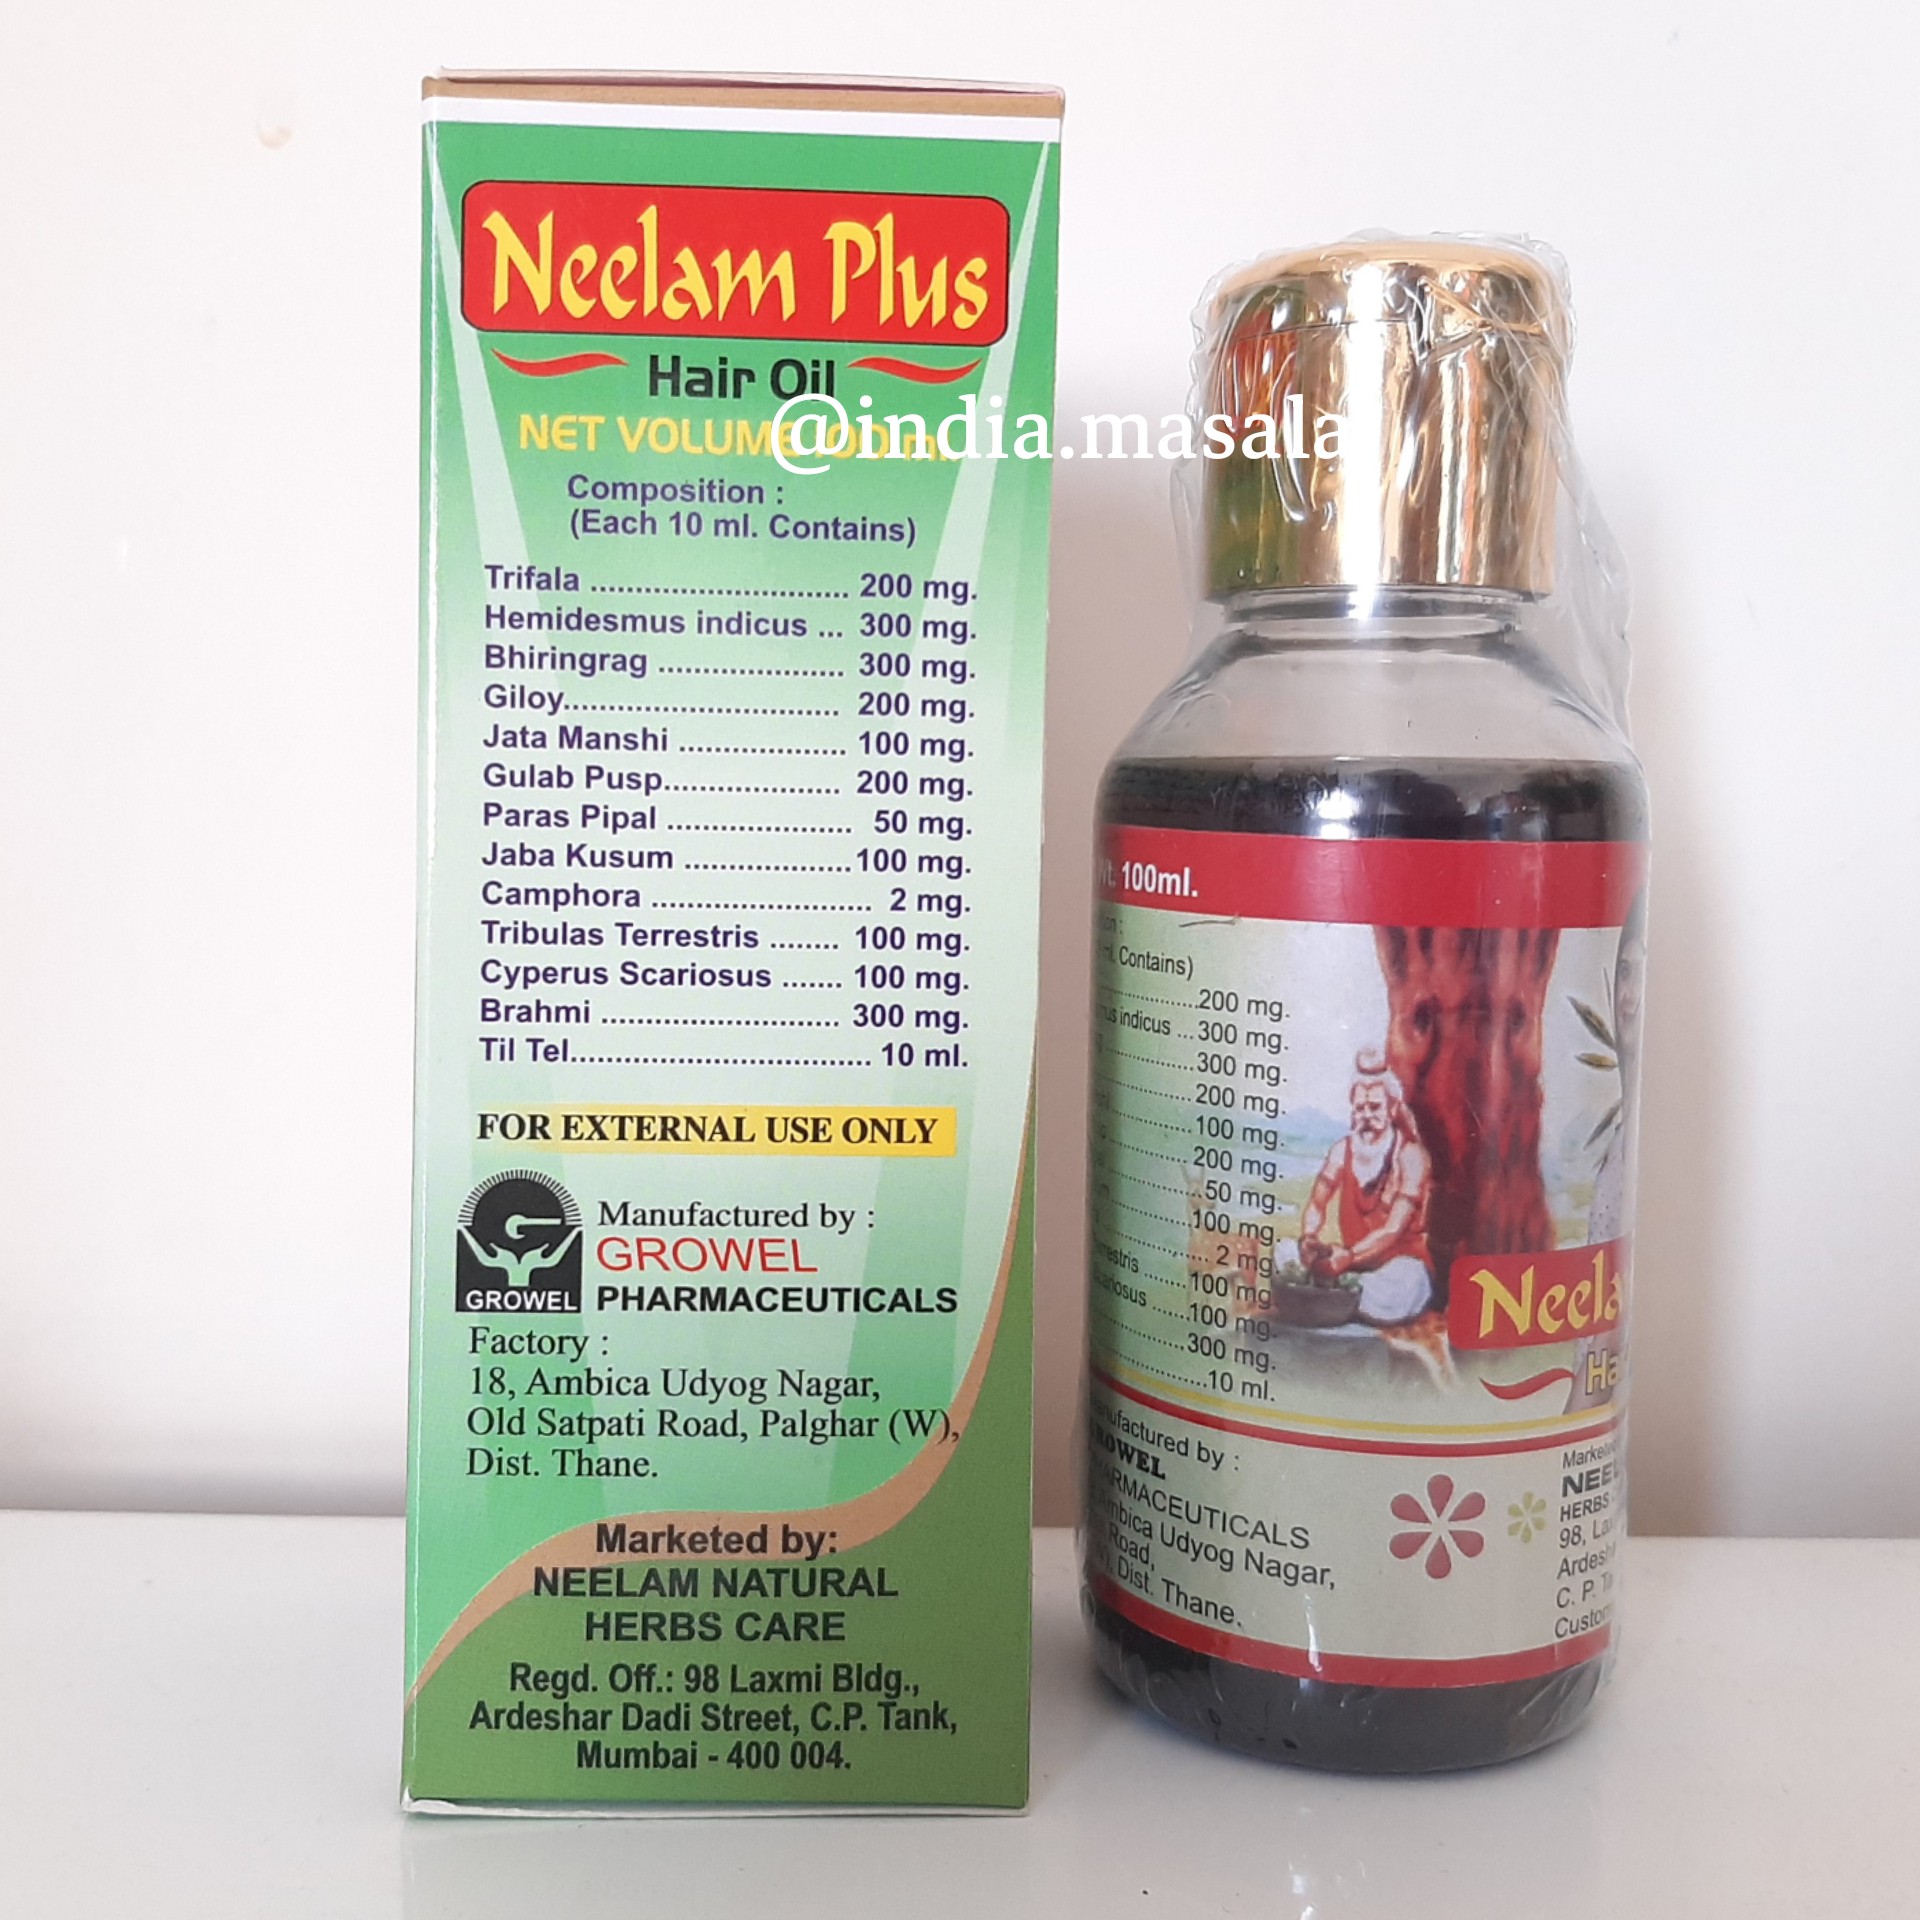 Neelam Plus
Hair Oil
NET VOLUME 100 ml.
@india.masala
Composition :
(Each 10 ml. Contains)
Trifala ............................. 200 mg.
Hemidesmus indicus ... 300 mg.
Bhiringrag ..................... 300 mg.
Giloy............................... 200 mg.
Jata Manshi ................... 100 mg.
Gulab Pusp.................... 200 mg.
Paras Pipal ..................... 50 mg.
Jaba Kusum ................... 100 mg.
Camphora ......................... 2 mg.
Tribulas Terrestris ........ 100 mg.
Cyperus Scariosus ....... 100 mg.
Brahmi ........................... 300 mg.
Til Tel.................................. 10 ml.
FOR EXTERNAL USE ONLY
GROWEL
Manufactured by :
GROWEL
PHARMACEUTICALS
Factory :
18, Ambica Udyog Nagar,
Old Satpati Road, Palghar (W),
Dist. Thane.
Marketed by:
NEELAM NATURAL
HERBS CARE
Regd. Off.: 98 Laxmi Bldg.,
Ardeshar Dadi Street, C.P. Tank,
Mumbai - 400 004.
100ml.
Contains)
200 mg.
indicus ... 300 mg.
300 mg.
200 mg.
100 mg.
200 mg.
50 mg.
100 mg.
2 mg.
100 mg
100 mg.
300 mg.
10 ml.
by :
GROWEL
PHARMACEUTICALS
Udyog Nagar,
Road,
Dist. Thane.
HERBS
98,
C. P.